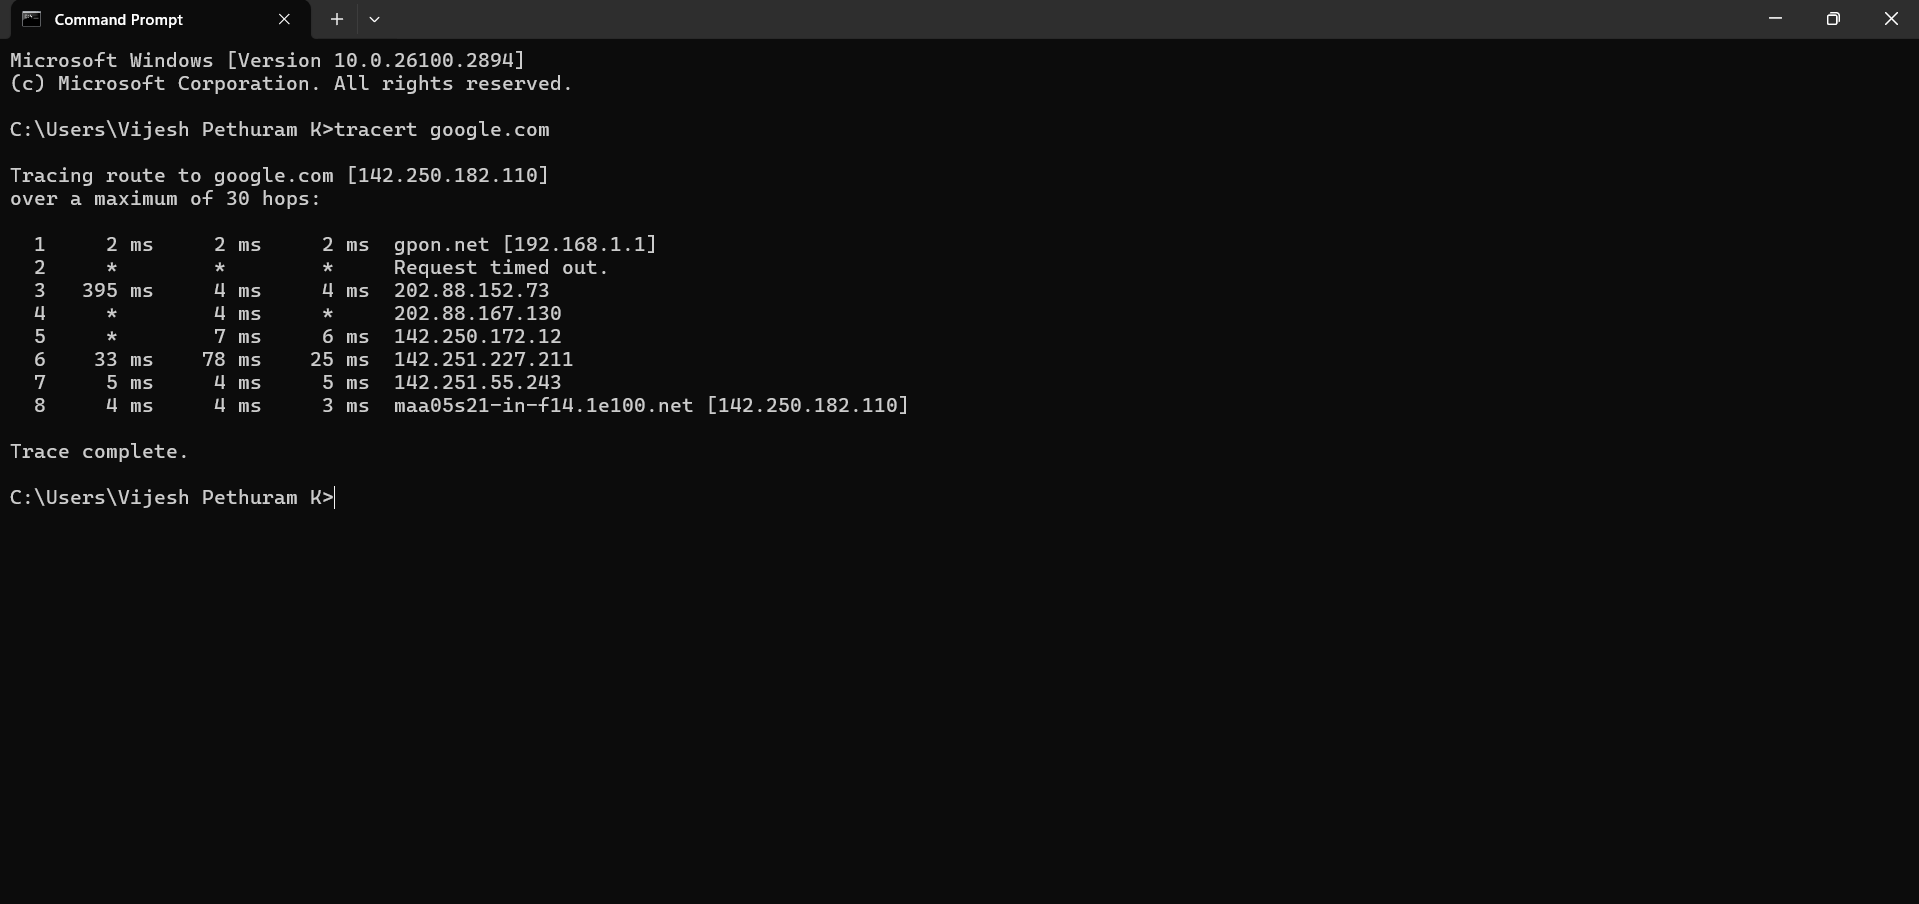 Command Prompt
Microsoft Windows [Version 10.0.26100.2894]
(c) Microsoft Corporation. All rights reserved.
C:\Users\Vijesh Pethuram K>tracert google.com
Tracing route to google.com [142.250.182.110]
over a maximum of 30 hops:
  1     2 ms     2 ms     2 ms  gpon.net [192.168.1.1]
  2     *        *        *     Request timed out.
  3   395 ms     4 ms     4 ms  202.88.152.73
  4     *        4 ms     *     202.88.167.130
  5     *        7 ms     6 ms  142.250.172.12
  6    33 ms    78 ms    25 ms  142.251.227.211
  7     5 ms     4 ms     5 ms  142.251.55.243
  8     4 ms     4 ms     3 ms  maa05s21-in-f14.1e100.net [142.250.182.110]
Trace complete.
C:\Users\Vijesh Pethuram K>